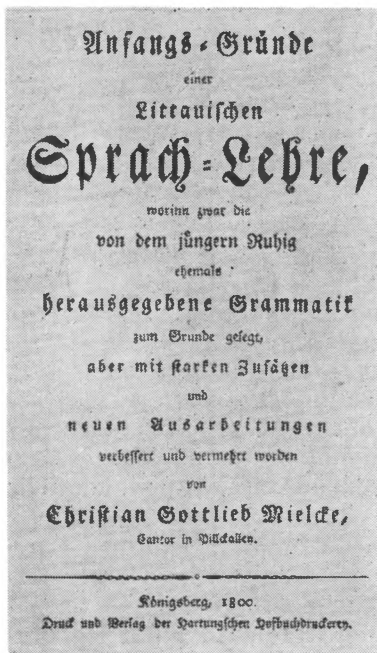 Anfangs-Gründe
einer
Littauischen
Sprach-Lehre,
worinn zwar die
von dem jüngern Ruhig
ehemals
herausgegebene Grammatik
zum Grunde gelegt,
aber mit starken Zusätzen
und
neuen Ausarbeitungen
verbessert und vermehrt worden
von
Christian Gottlieb Mielcke,
Cantor in Pillckallen.
Königsberg, 1800.
Druck und Verlag der Hartungschen Hofbuchdruckerey.